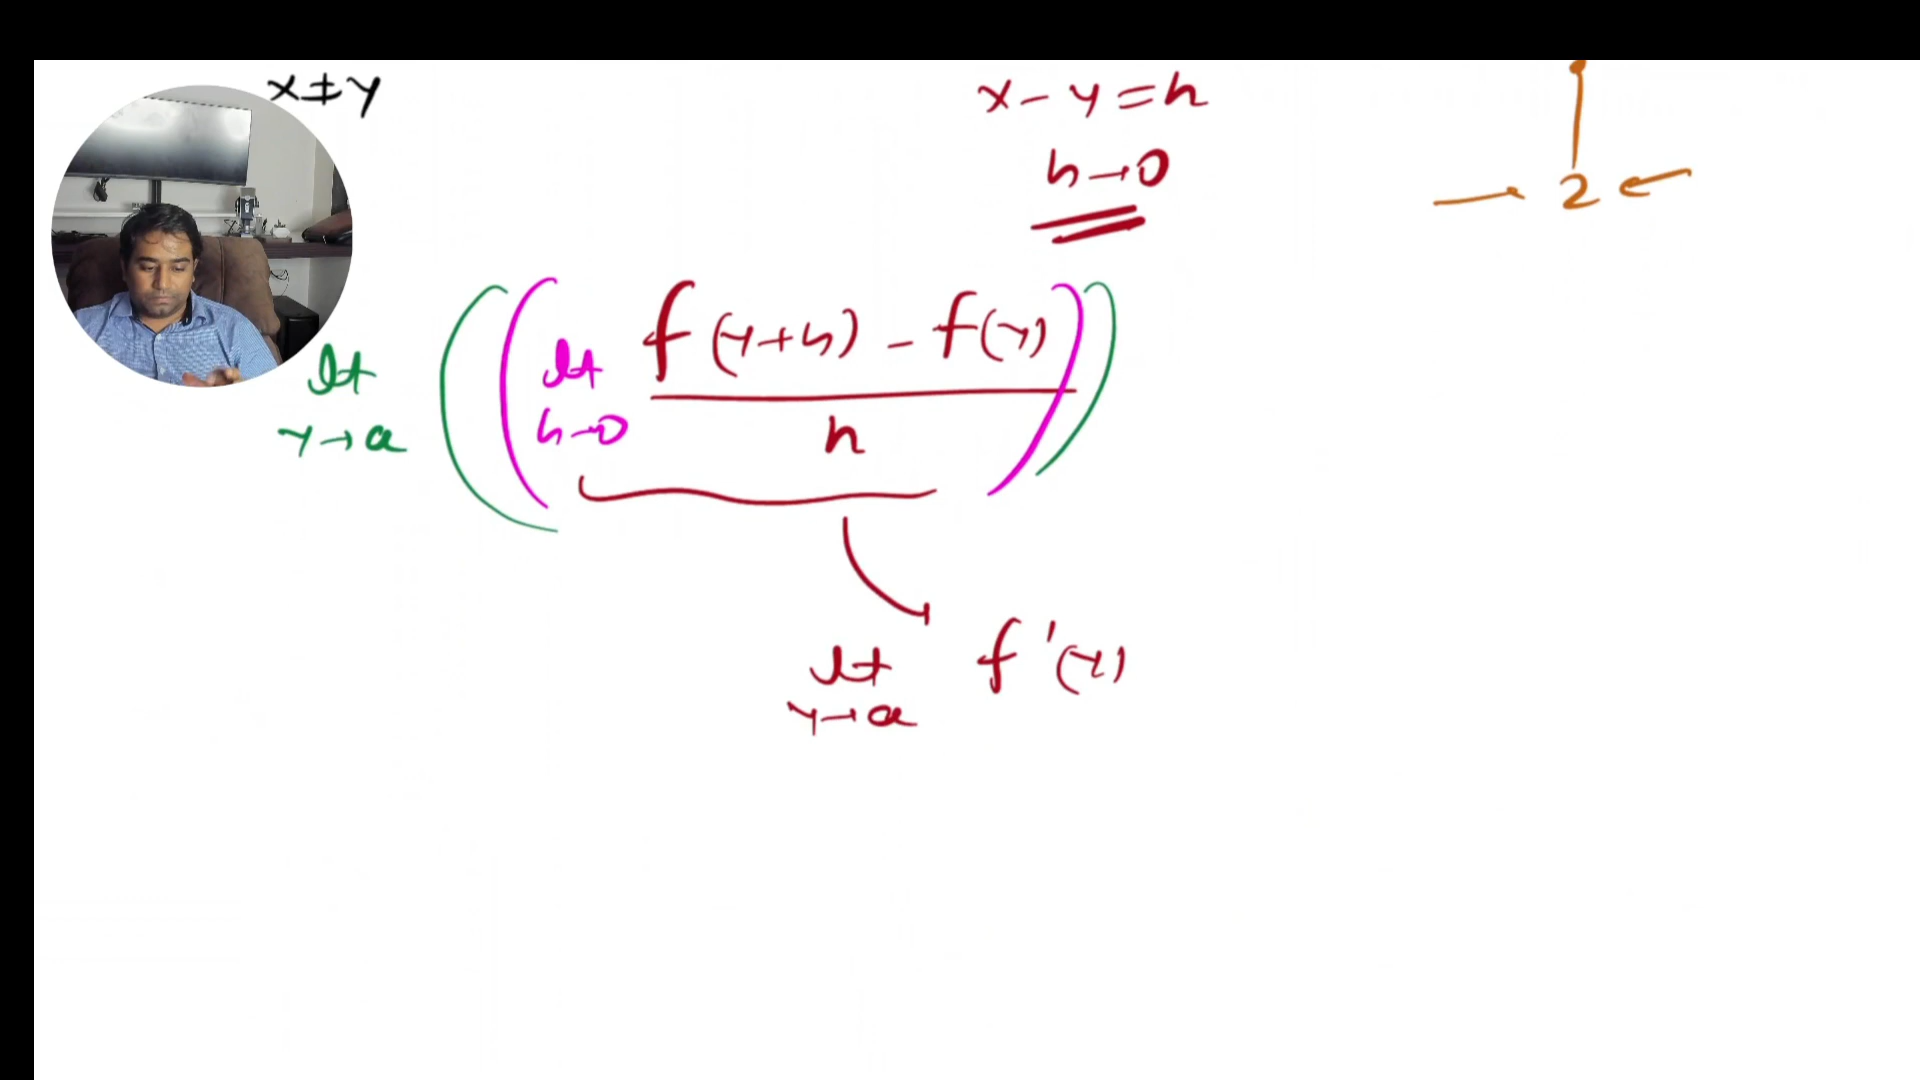 x≠y
x-y=h
h→0
→ 2 ←
lt y→a ((lt h→0 f(y+h)-f(y) / h))
lt y→a f'(y)